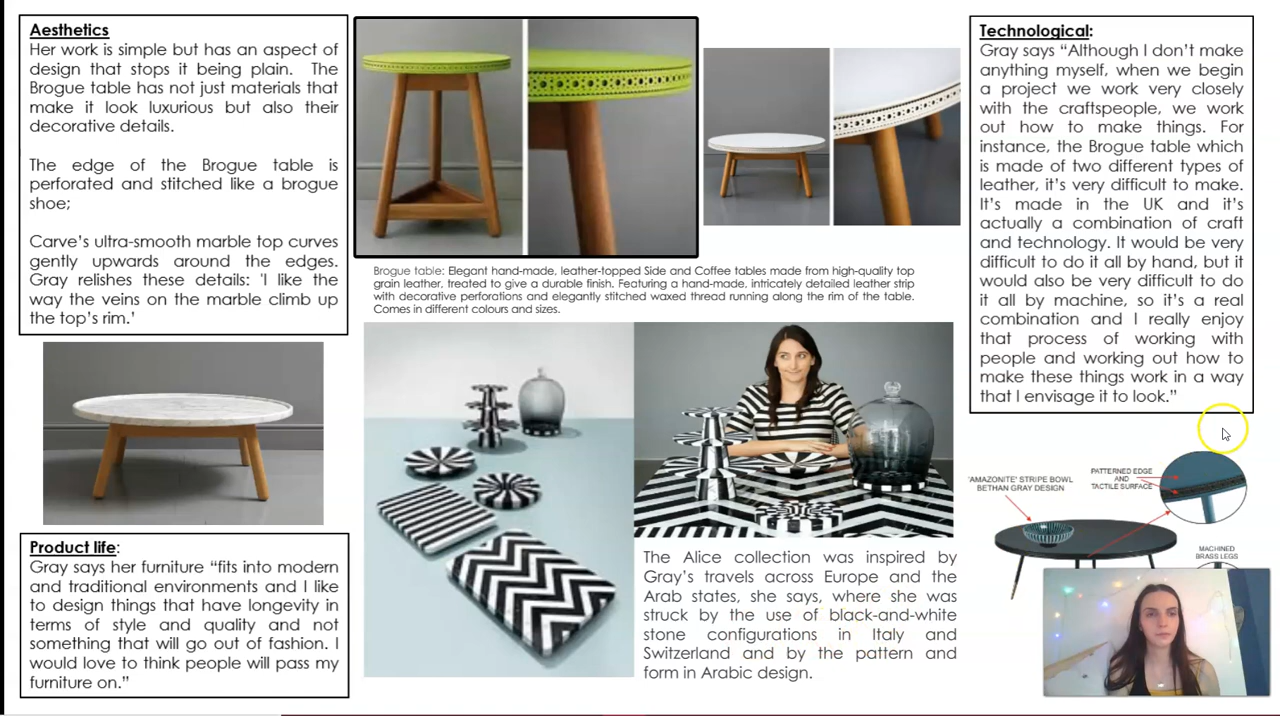 Aesthetics
Her work is simple but has an aspect of
design that stops it being plain. The
Brogue table has not just materials that
make it look luxurious but also their
decorative details.
The edge of the Brogue table is
perforated and stitched like a brogue
shoe;
Carve's ultra-smooth marble top curves
gently upwards around the edges.
Gray relishes these details: 'I like the
way the veins on the marble climb up
the top's rim.'
Product life:
Gray says her furniture "fits into modern
and traditional environments and I like
to design things that have longevity in
terms of style and quality and not
something that will go out of fashion. I
would love to think people will pass my
furniture on."
Brogue table: Elegant hand-made, leather-topped Side and Coffee tables made from high-quality top
grain leather, treated to give a durable finish. Featuring a hand-made, intricately detailed leather strip
with decorative perforations and elegantly stitched waxed thread running along the rim of the table.
Comes in different colours and sizes.
The Alice collection was inspired by
Gray's travels across Europe and the
Arab states, she says, where she was
struck by the use of black-and-white
stone configurations in Italy and
Switzerland and by the pattern and
form in Arabic design.
Technological:
Gray says "Although I don't make
anything myself, when we begin
a project we work very closely
with the craftspeople, we work
out how to make things. For
instance, the Brogue table which
is made of two different types of
leather, it's very difficult to make.
It's made in the UK and it's
actually a combination of craft
and technology. It would be very
difficult to do it all by hand, but it
would also be very difficult to do
it all by machine, so it's a real
combination and I really enjoy
that process of working with
people and working out how to
make these things work in a way
that I envisage it to look."
'AMAZONITE' STRIPE BOWL
BETHAN GRAY DESIGN
PATTERNED EDGE
AND
TACTILE SURFACE
MACHINED
BRASS LEGS